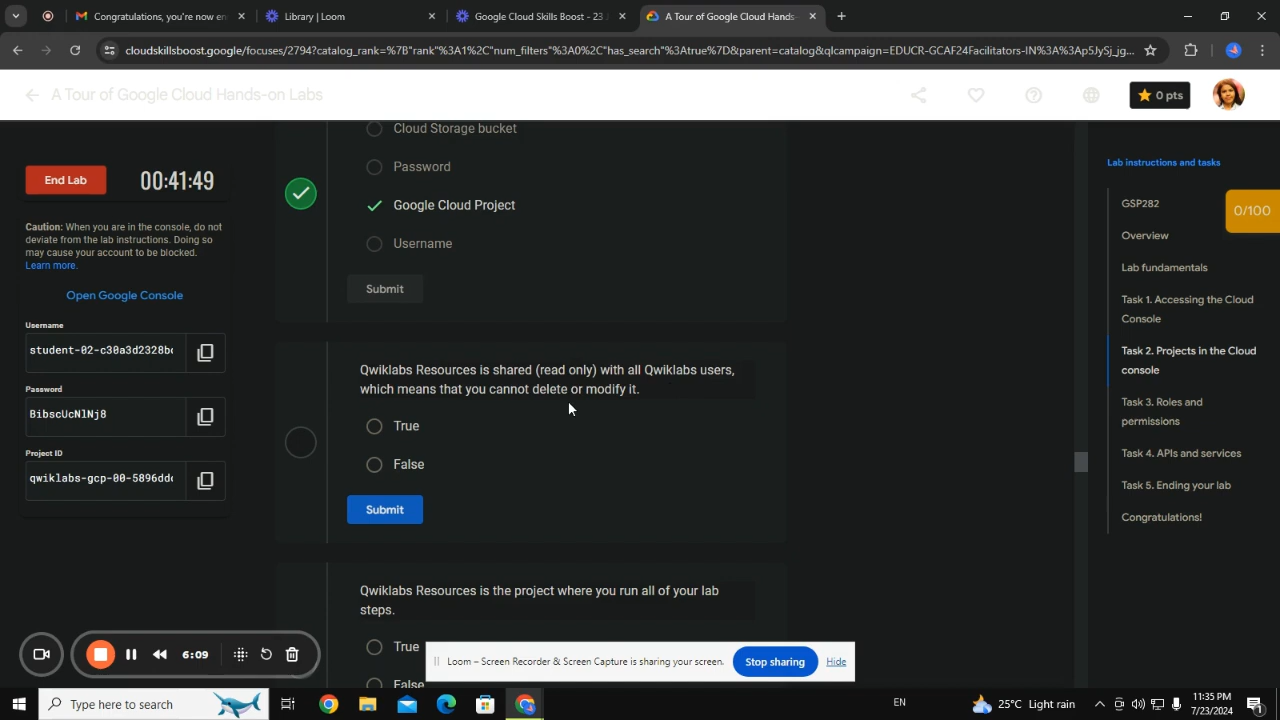 Congratulations, you're now en
Library | Loom
Google Cloud Skills Boost - 23
A Tour of Google Cloud Hands-
cloudskillsboost.google/focuses/2794?catalog_rank=%7B"rank"%3A1%2C"num_filters"%3A0%2C"has_search"%3Atrue%7D&parent=catalog&qlcampaign=EDUCR-GCAF24Facilitators-IN%3A%3Ap5JySj_jg...
A Tour of Google Cloud Hands-on Labs
0 pts
End Lab
00:41:49
Caution: When you are in the console, do not
deviate from the lab instructions. Doing so
may cause your account to be blocked.
Learn more.
Open Google Console
Username
student-02-c30a3d2328b
Password
BibscUcNlNj8
Project ID
qwiklabs-gcp-00-5896dd
Cloud Storage bucket
Password
Google Cloud Project
Username
Submit
Qwiklabs Resources is shared (read only) with all Qwiklabs users,
which means that you cannot delete or modify it.
True
False
Submit
Qwiklabs Resources is the project where you run all of your lab
steps.
True
False
Lab instructions and tasks
GSP282
0/100
Overview
Lab fundamentals
Task 1. Accessing the Cloud
Console
Task 2. Projects in the Cloud
console
Task 3. Roles and
permissions
Task 4. APIs and services
Task 5. Ending your lab
Congratulations!
6:09
Loom – Screen Recorder & Screen Capture is sharing your screen.
Stop sharing
Hide
Type here to search
EN
25°C Light rain
11:35 PM
7/23/2024
1